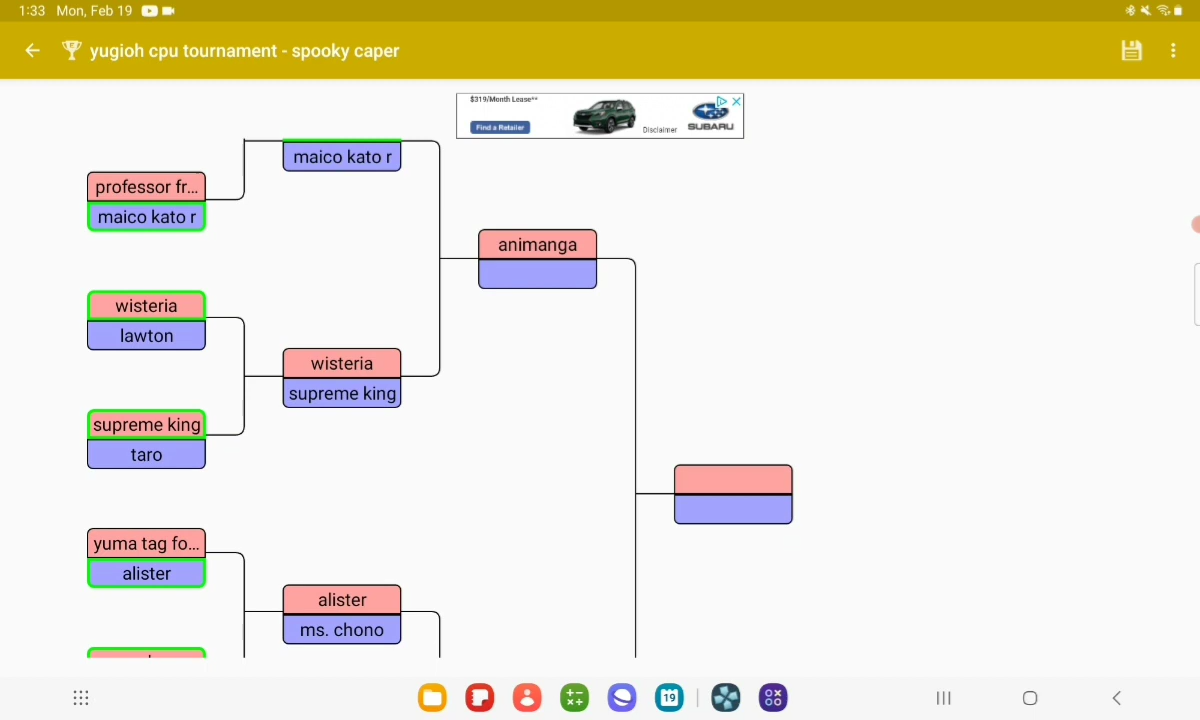 1:33 Mon, Feb 19
yugioh cpu tournament - spooky caper
$319/Month Lease**
Find a Retailer
Disclaimer
SUBARU
maico kato r
professor fr...
maico kato r
animanga
wisteria
lawton
wisteria
supreme king
supreme king
taro
yuma tag fo...
alister
alister
ms. chono
19